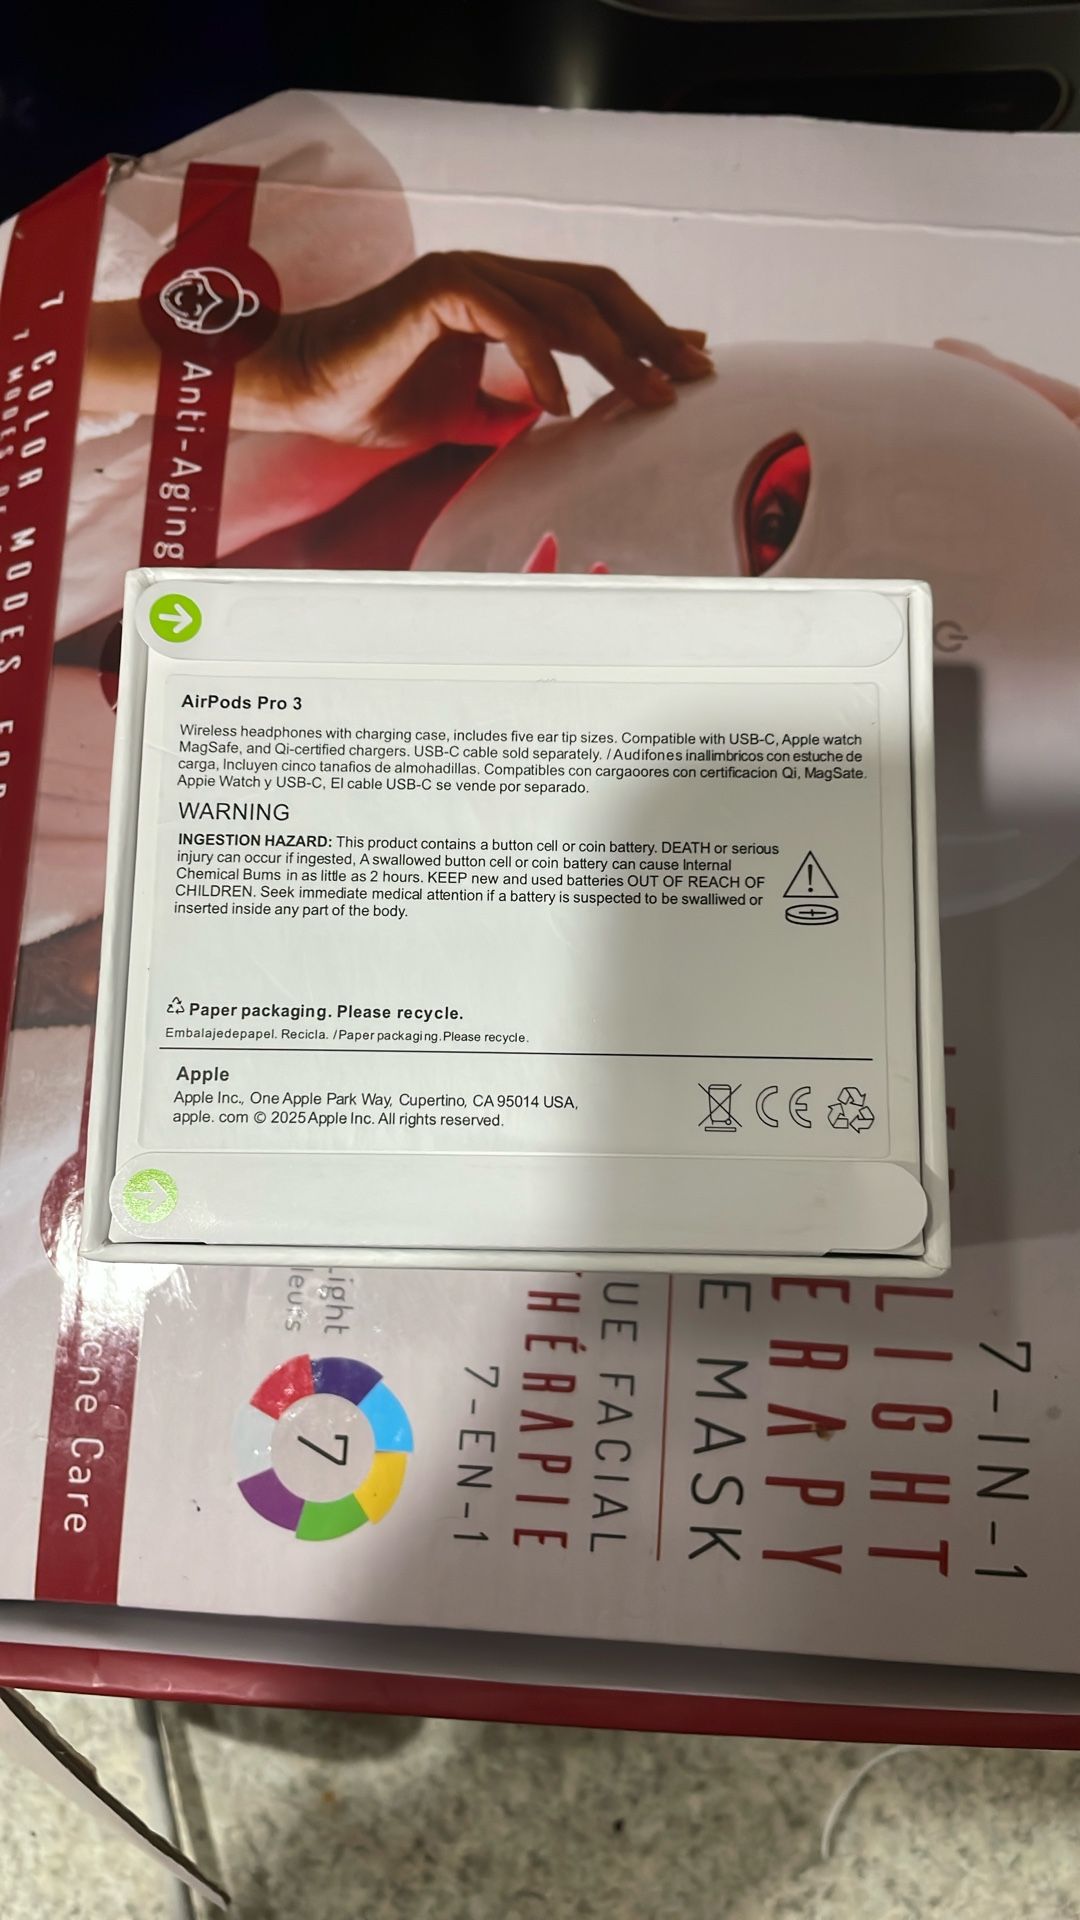 AirPods Pro 3
Wireless headphones with charging case, includes five ear tip sizes. Compatible with USB-C, Apple watch
MagSafe, and Qi-certified chargers. USB-C cable sold separately. / Audifones inallimbricos con estuche de
carga, Incluyen cinco tanafios de almohadillas. Compatibles con cargaoores con certificacion Qi, MagSate.
Appie Watch y USB-C, El cable USB-C se vende por separado.
WARNING
INGESTION HAZARD: This product contains a button cell or coin battery. DEATH or serious
injury can occur if ingested, A swallowed button cell or coin battery can cause Internal
Chemical Bums in as little as 2 hours. KEEP new and used batteries OUT OF REACH OF
CHILDREN. Seek immediate medical attention if a battery is suspected to be swalliwed or
inserted inside any part of the body.
Paper packaging. Please recycle.
Embalajedepapel. Recicla. /Paper packaging.Please recycle.
Apple
Apple Inc., One Apple Park Way, Cupertino, CA 95014 USA,
apple. com © 2025 Apple Inc. All rights reserved.
CE
Anti-Aging
7 COLOR MODES FOR
7 MODES
7-IN-1
LIGHT
ERAPY
E MASK
UE FACIAL
HÉRAPIE
7-EN-1
ight
leurs
7
cne Care